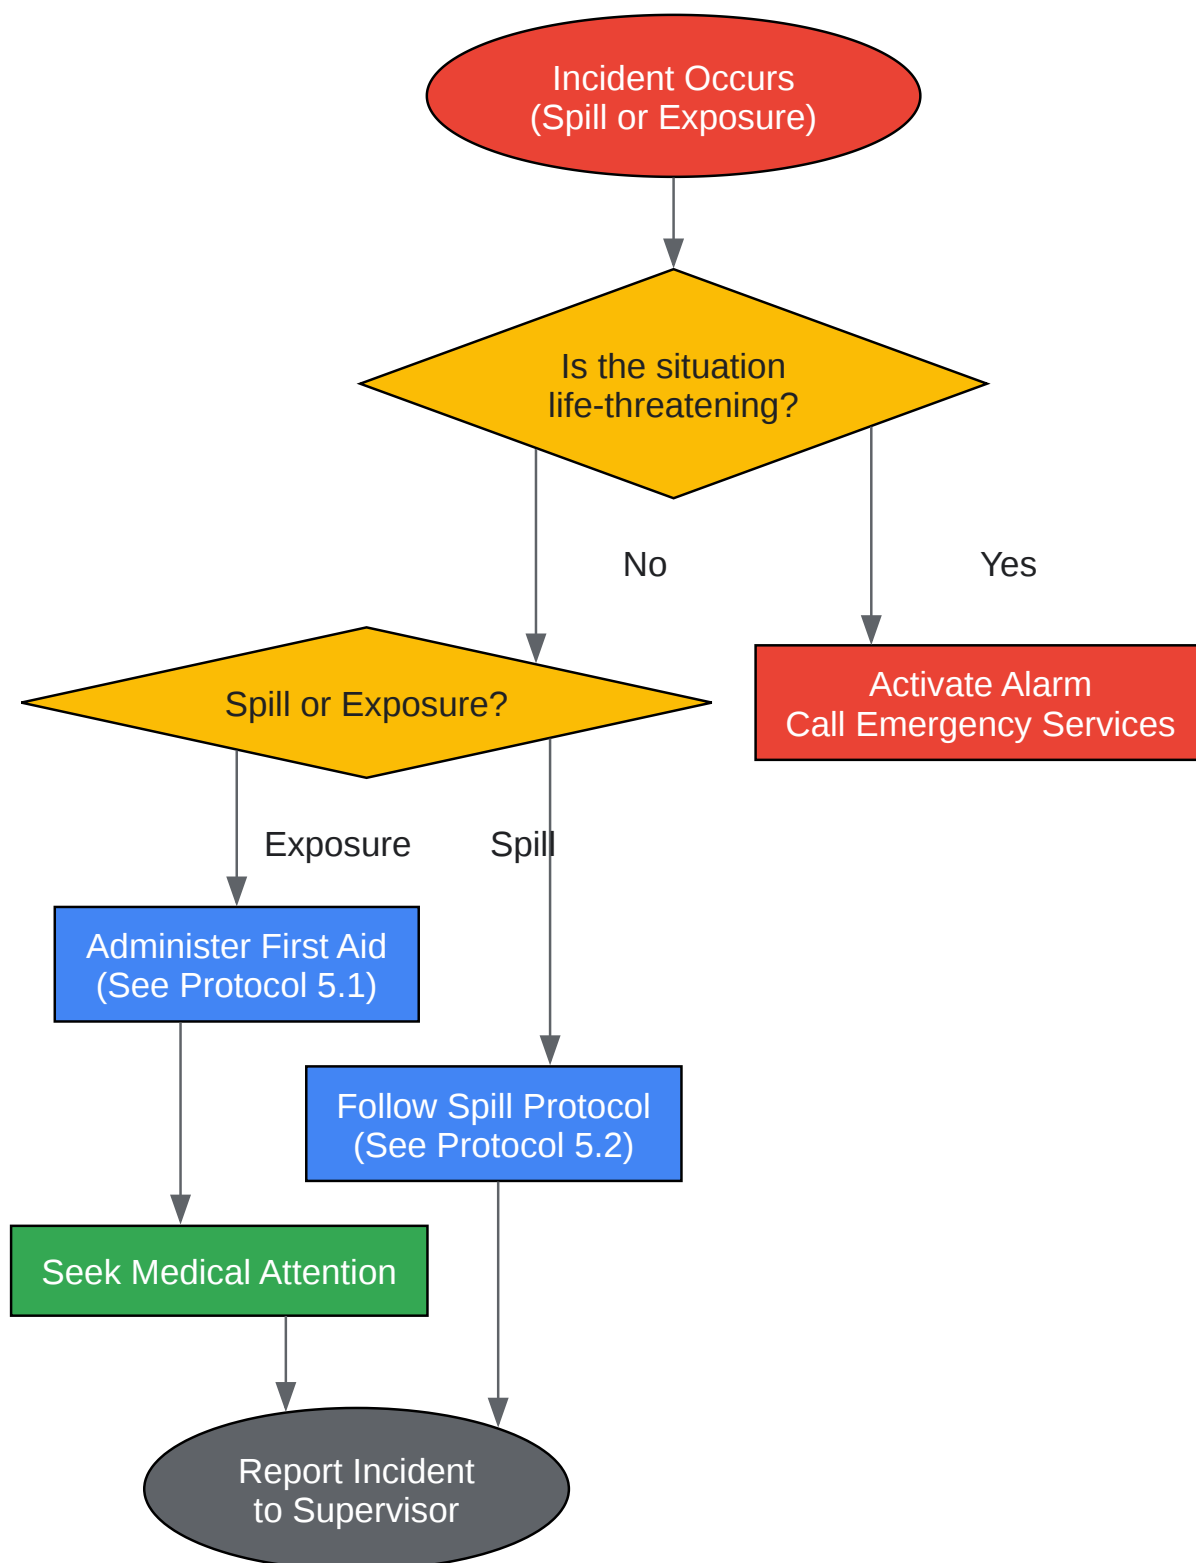 Incident Occurs
(Spill or Exposure)
Is the situation
life-threatening?
No
Yes
Spill or Exposure?
Activate Alarm
Call Emergency Services
Exposure
Spill
Administer First Aid
(See Protocol 5.1)
Follow Spill Protocol
(See Protocol 5.2)
Seek Medical Attention
Report Incident
to Supervisor